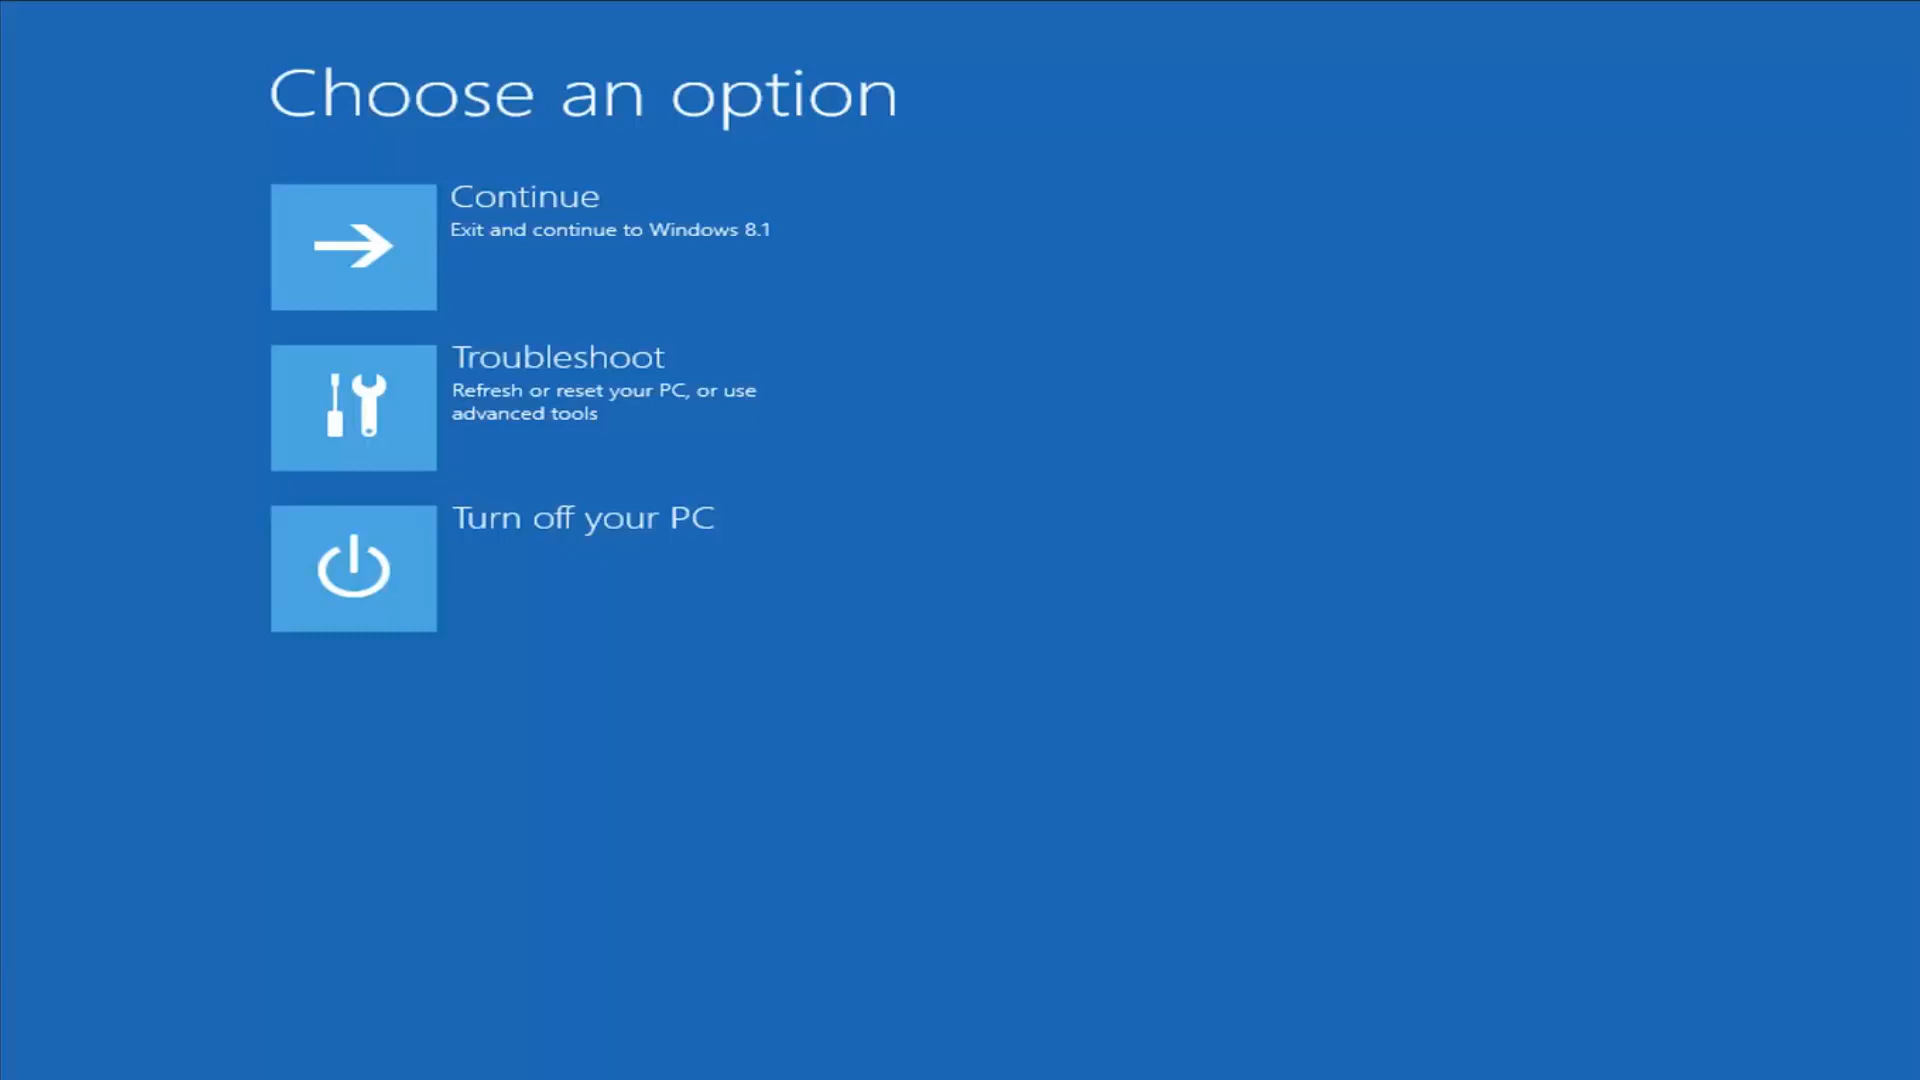 Choose an option
Continue
Exit and continue to Windows 8.1
Troubleshoot
Refresh or reset your PC, or use
advanced tools
Turn off your PC